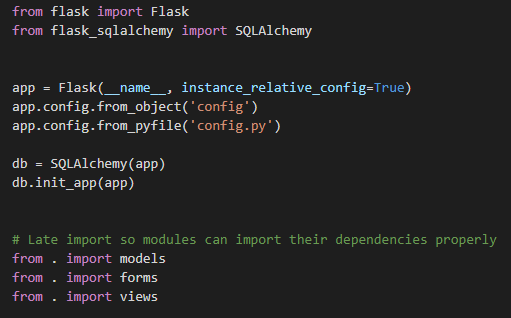 from flask import Flask
from flask_sqlalchemy import SQLAlchemy
app = Flask(__name__, instance_relative_config=True)
app.config.from_object('config')
app.config.from_pyfile('config.py')
db = SQLAlchemy(app)
db.init_app(app)
# Late import so modules can import their dependencies properly
from . import models
from . import forms
from . import views